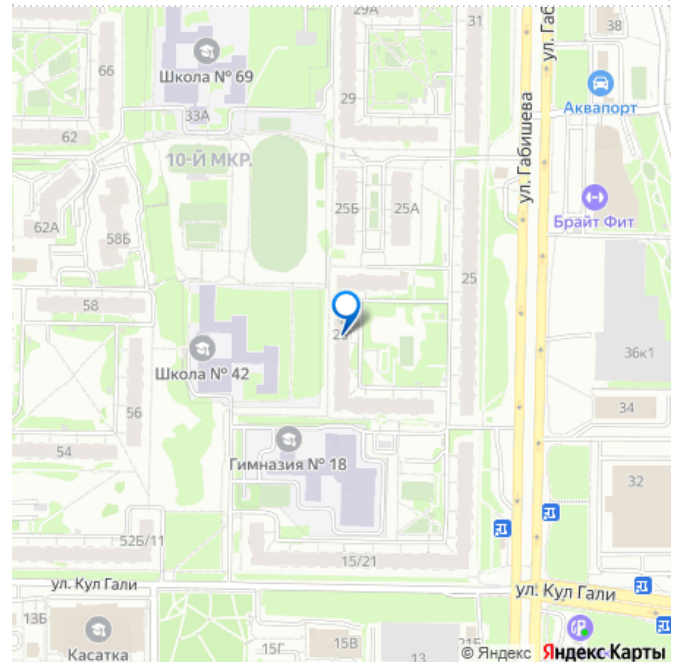 38
31
ул. Габ
66
Школа № 69
Аквапорт
29
33А
62
10-Й МКР.
ул. Габишева
25Б
25А
Брайт Фит
62А
58Б
25
58
36к1
Школа № 42
34
56
Гимназия № 18
54
32
52Б/11
15/21
ул. Кул Гали
ул. Кул Гали
13Б
Касатка
15Г
15В
13
© Яндекс
Яндекс Карты